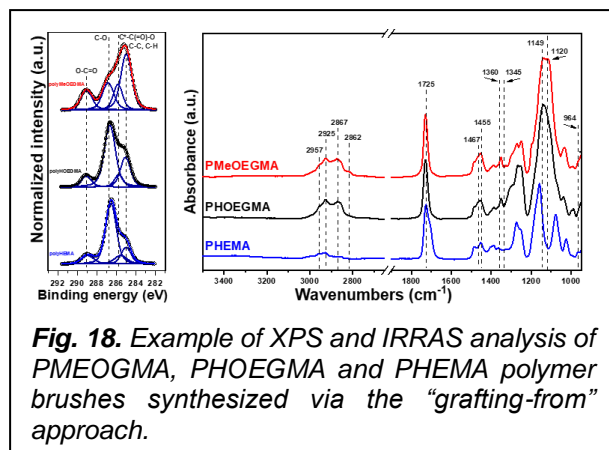 Normalized intensity (a.u.)
O-C=O
C-O
C*-C(=O)-O
C-C, C-H
polyMeOEDMA
polyHOEDMA
polyHEMA
292 290 288 286 284 282
Binding energy (eV)
Absorbance (a.u.)
2957
2925
2867
2862
1725
1467
1455
1360
1345
1149
1120
964
PMeOEGMA
PHOEGMA
PHEMA
3400 3200 3000 2800 1800 1600 1400 1200 1000
Wavenumbers (cm-1)
Fig. 18. Example of XPS and IRRAS analysis of
PMEOGMA, PHOEGMA and PHEMA polymer
brushes synthesized via the “grafting-from”
approach.